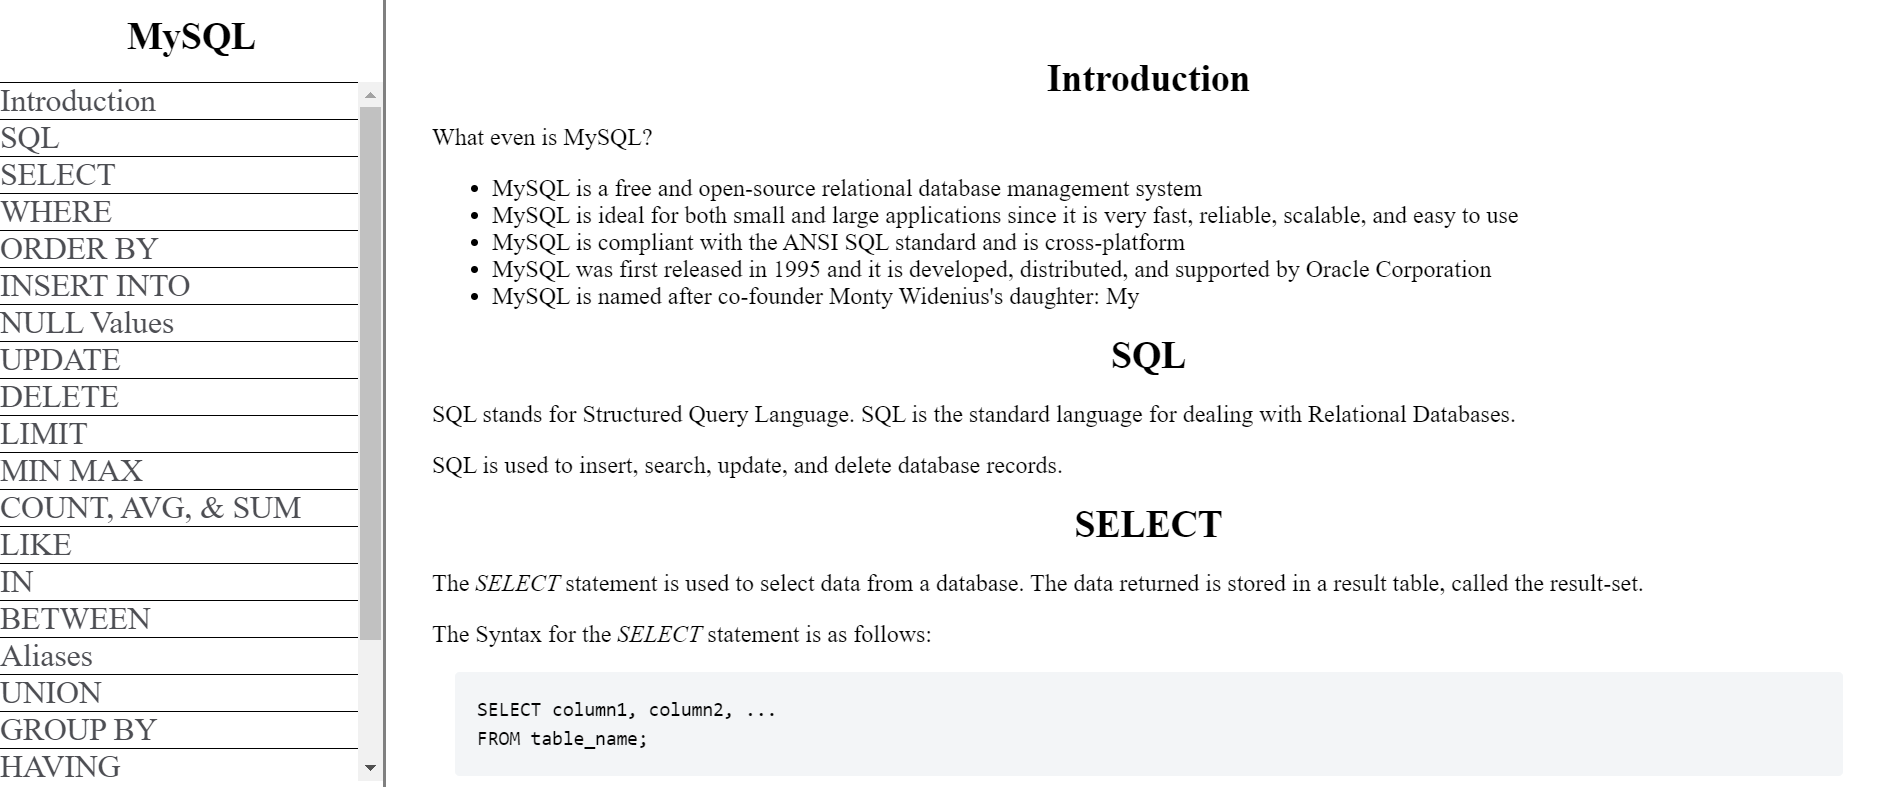 MySQL
Introduction
SQL
SELECT
WHERE
ORDER BY
INSERT INTO
NULL Values
UPDATE
DELETE
LIMIT
MIN MAX
COUNT, AVG, & SUM
LIKE
IN
BETWEEN
Aliases
UNION
GROUP BY
HAVING
Introduction
What even is MySQL?
• MySQL is a free and open-source relational database management system
• MySQL is ideal for both small and large applications since it is very fast, reliable, scalable, and easy to use
• MySQL is compliant with the ANSI SQL standard and is cross-platform
• MySQL was first released in 1995 and it is developed, distributed, and supported by Oracle Corporation
• MySQL is named after co-founder Monty Widenius's daughter: My
SQL
SQL stands for Structured Query Language. SQL is the standard language for dealing with Relational Databases.
SQL is used to insert, search, update, and delete database records.
SELECT
The SELECT statement is used to select data from a database. The data returned is stored in a result table, called the result-set.
The Syntax for the SELECT statement is as follows:
SELECT column1, column2, ...
FROM table_name;